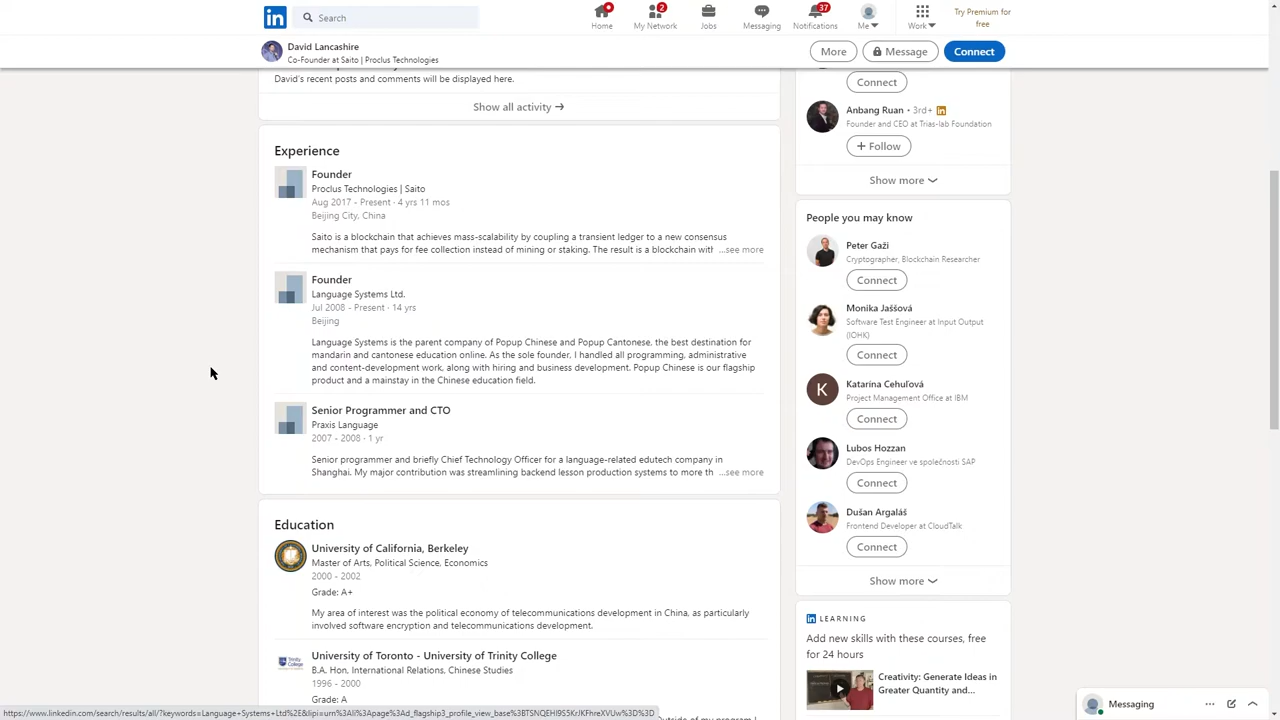 Search
Home
2
My Network
Jobs
Messaging
37
Notifications
Me
Work
Try Premium for
free
David Lancashire
Co-Founder at Saito | Proclus Technologies
More
Message
Connect
David's recent posts and comments will be displayed here.
Show all activity →
Experience
Founder
Proclus Technologies | Saito
Aug 2017 - Present · 4 yrs 11 mos
Beijing City, China
Saito is a blockchain that achieves mass-scalability by coupling a transient ledger to a new consensus
mechanism that pays for fee collection instead of mining or staking. The result is a blockchain with ...see more
Founder
Language Systems Ltd.
Jul 2008 - Present · 14 yrs
Beijing
Language Systems is the parent company of Popup Chinese and Popup Cantonese, the best destination for
mandarin and cantonese education online. As the sole founder, I handled all programming, administrative
and content-development work, along with hiring and business development. Popup Chinese is our flagship
product and a mainstay in the Chinese education field.
Senior Programmer and CTO
Praxis Language
2007 - 2008 · 1 yr
Senior programmer and briefly Chief Technology Officer for a language-related edutech company in
Shanghai. My major contribution was streamlining backend lesson production systems to more th ...see more
Education
University of California, Berkeley
Master of Arts, Political Science, Economics
2000 - 2002
Grade: A+
My area of interest was the political economy of telecommunications development in China, as particularly
involved software encryption and telecommunications development.
University of Toronto - University of Trinity College
B.A. Hon, International Relations, Chinese Studies
1996 - 2000
Grade: A
Connect
Anbang Ruan · 3rd+ in
Founder and CEO at Trias-lab Foundation
+ Follow
Show more
People you may know
Peter Gaži
Cryptographer, Blockchain Researcher
Connect
Monika Jaššová
Software Test Engineer at Input Output
(IOHK)
Connect
K
Katarína Cehuľová
Project Management Office at IBM
Connect
Lubos Hozzan
DevOps Engineer ve společnosti SAP
Connect
Dušan Argaláš
Frontend Developer at CloudTalk
Connect
Show more
in LEARNING
Add new skills with these courses, free
for 24 hours
Creativity: Generate Ideas in
Greater Quantity and...
Messaging